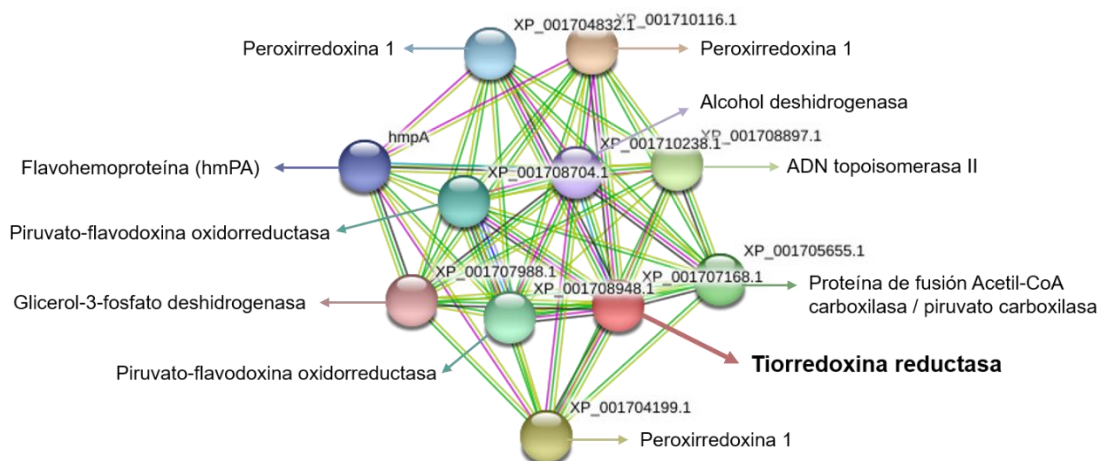 XP_001704832.1
XP_001710116.1
Peroxirredoxina 1
Peroxirredoxina 1
Alcohol deshidrogenasa
hmpA
XP_001710238.1
XP_001708897.1
Flavohemoproteína (hmPA)
XP_001708704.1
ADN topoisomerasa II
Piruvato-flavodoxina oxidorreductasa
XP_001705655.1
XP_001707988.1
XP_001707168.1
Glicerol-3-fosfato deshidrogenasa
XP_001708948.1
Proteína de fusión Acetil-CoA
carboxilasa / piruvato carboxilasa
Tiorredoxina reductasa
Piruvato-flavodoxina oxidorreductasa
XP_001704199.1
Peroxirredoxina 1